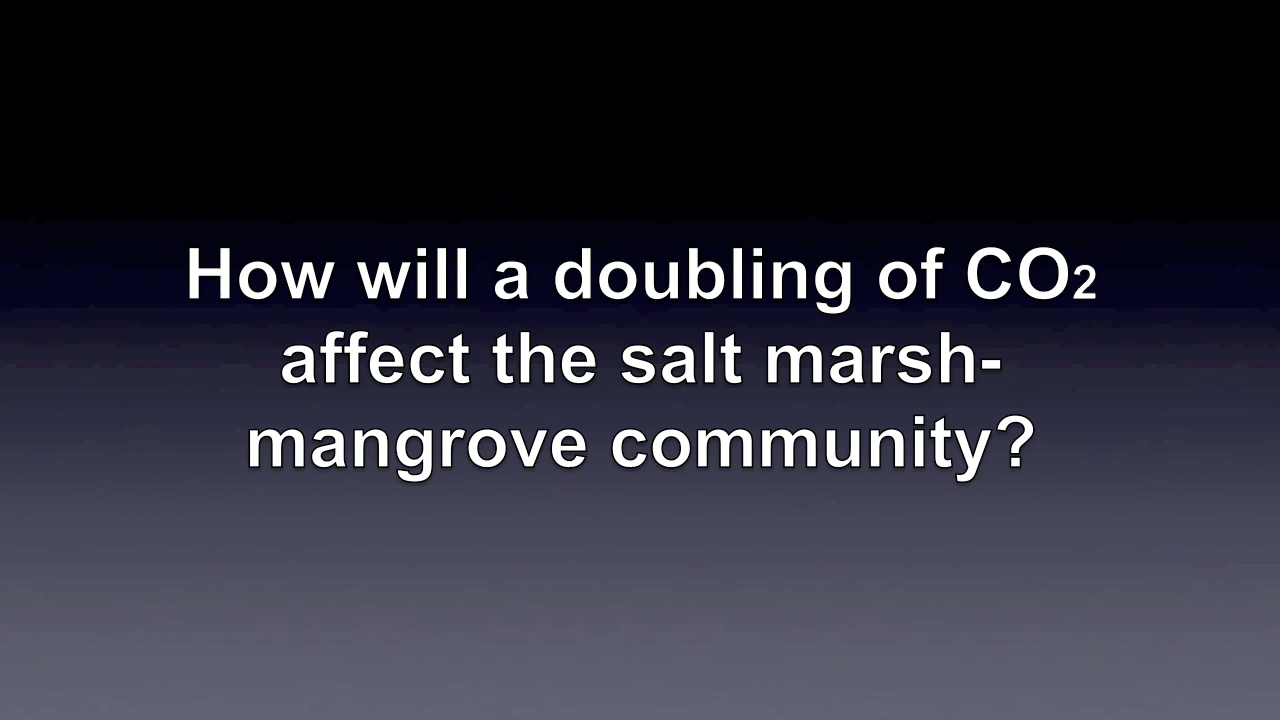 How will a doubling of CO2
affect the salt marsh-
mangrove community?